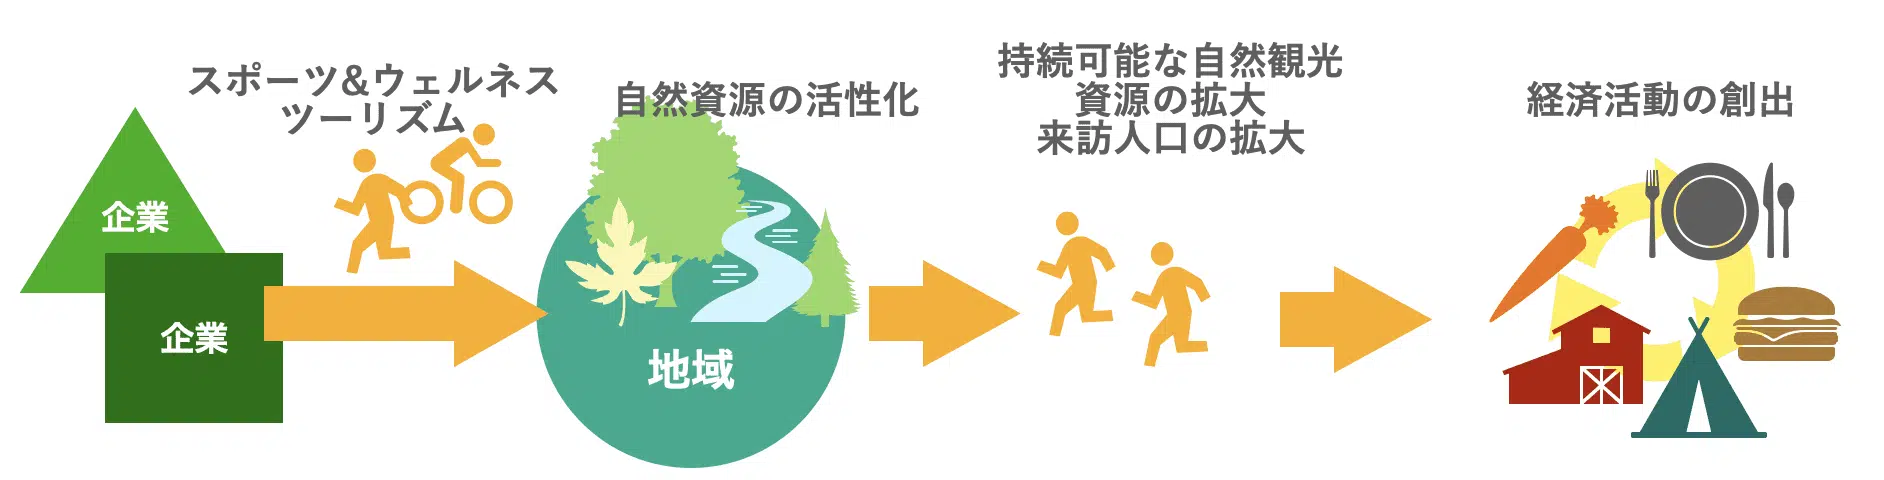 スポーツ&ウェルネス
ツーリズム
企業
企業
自然資源の活性化
地域
持続可能な自然観光
資源の拡大
来訪人口の拡大
経済活動の創出